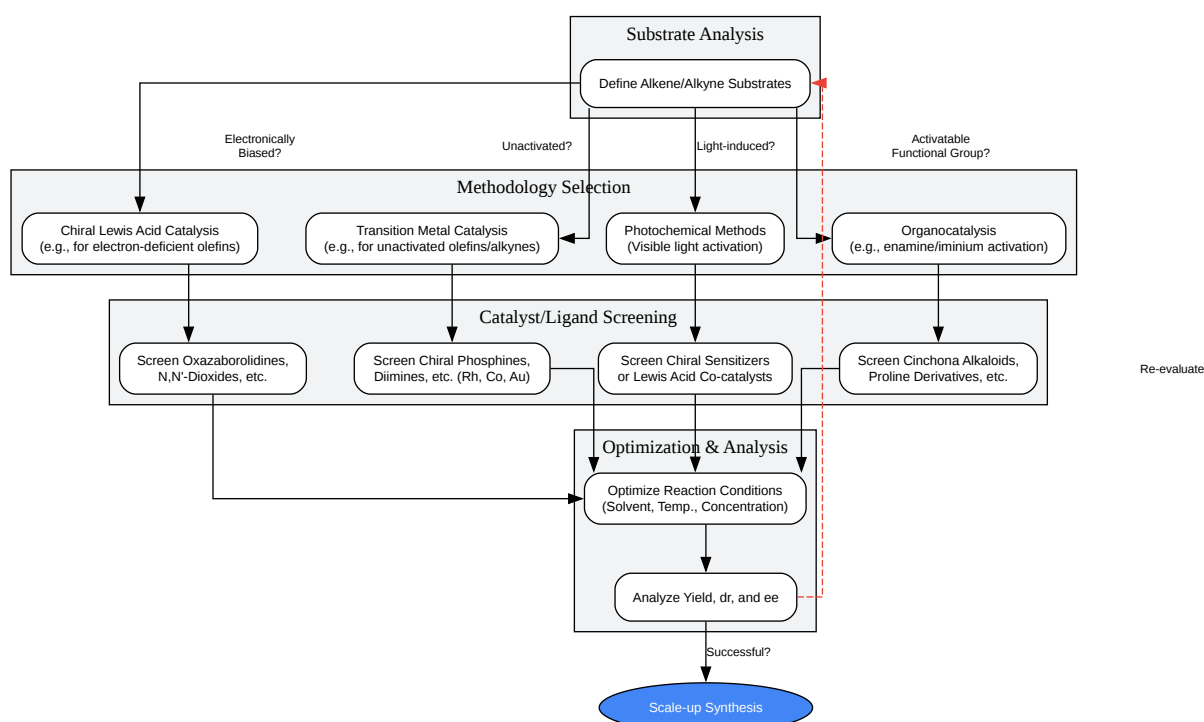 Substrate Analysis
Define Alkene/Alkyne Substrates
Electronically
Biased?
Unactivated?
Light-induced?
Activatable
Functional Group?
Methodology Selection
Chiral Lewis Acid Catalysis
(e.g., for electron-deficient olefins)
Transition Metal Catalysis
(e.g., for unactivated olefins/alkynes)
Photochemical Methods
(Visible light activation)
Organocatalysis
(e.g., enamine/iminium activation)
Catalyst/Ligand Screening
Screen Oxazaborolidines,
N,N'-Dioxides, etc.
Screen Chiral Phosphines,
Diimines, etc. (Rh, Co, Au)
Screen Chiral Sensitizers
or Lewis Acid Co-catalysts
Screen Cinchona Alkaloids,
Proline Derivatives, etc.
Re-evaluate
Optimization & Analysis
Optimize Reaction Conditions
(Solvent, Temp., Concentration)
Analyze Yield, dr, and ee
Successful?
Scale-up Synthesis